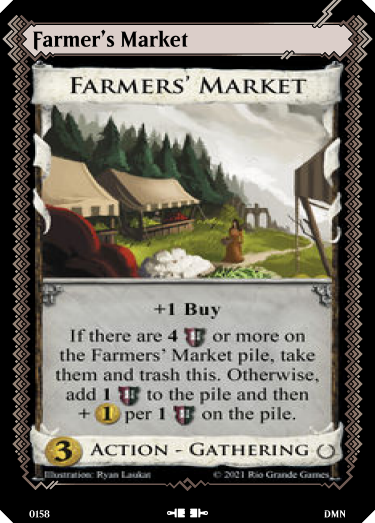 Farmer's Market
FARMERS' MARKET
+1 Buy
If there are 4 or more on
the Farmers' Market pile, take
them and trash this. Otherwise,
add 1 to the pile and then
+ 1 per 1 on the pile.
3 ACTION - GATHERING
Illustration: Ryan Laukat © 2021 Rio Grande Games
0158 DMN